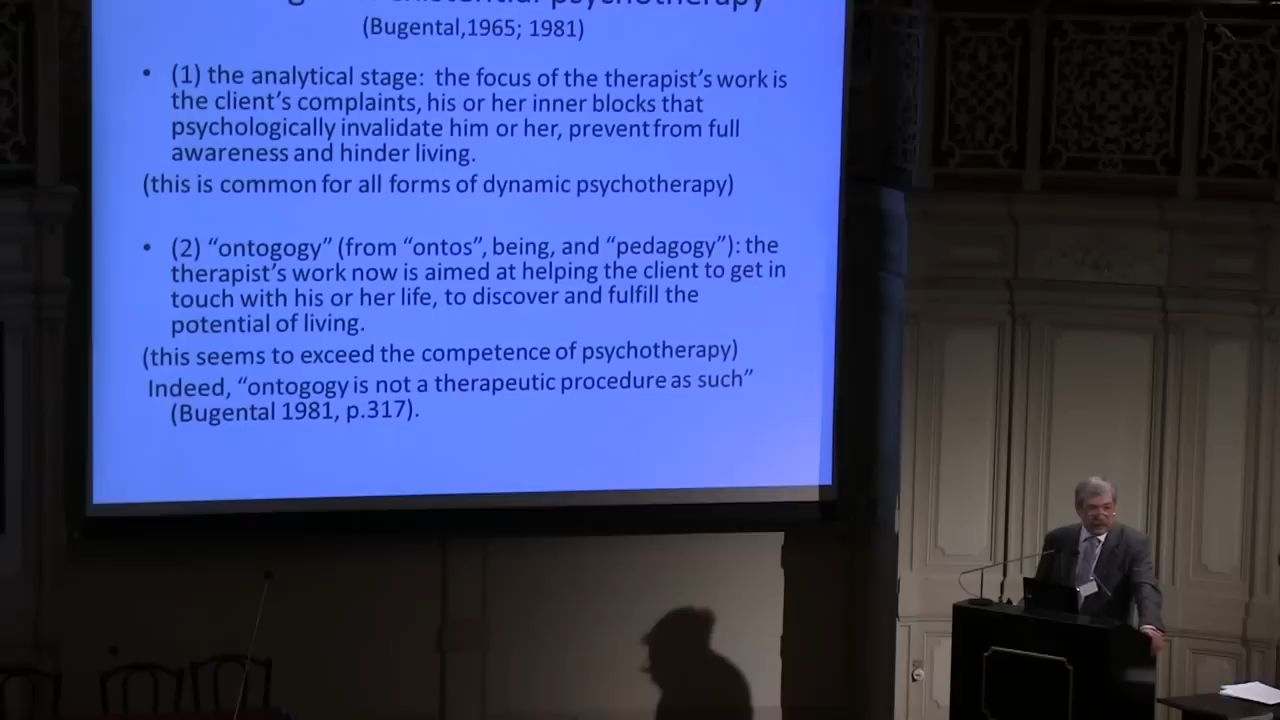 psychotherapy
(Bugental,1965; 1981)
• (1) the analytical stage: the focus of the therapist's work is
the client's complaints, his or her inner blocks that
psychologically invalidate him or her, prevent from full
awareness and hinder living.
(this is common for all forms of dynamic psychotherapy)
• (2) “ontogogy” (from “ontos”, being, and “pedagogy”): the
therapist's work now is aimed at helping the client to get in
touch with his or her life, to discover and fulfill the
potential of living.
(this seems to exceed the competence of psychotherapy)
Indeed, “ontogogy is not a therapeutic procedure as such”
(Bugental 1981, p.317).